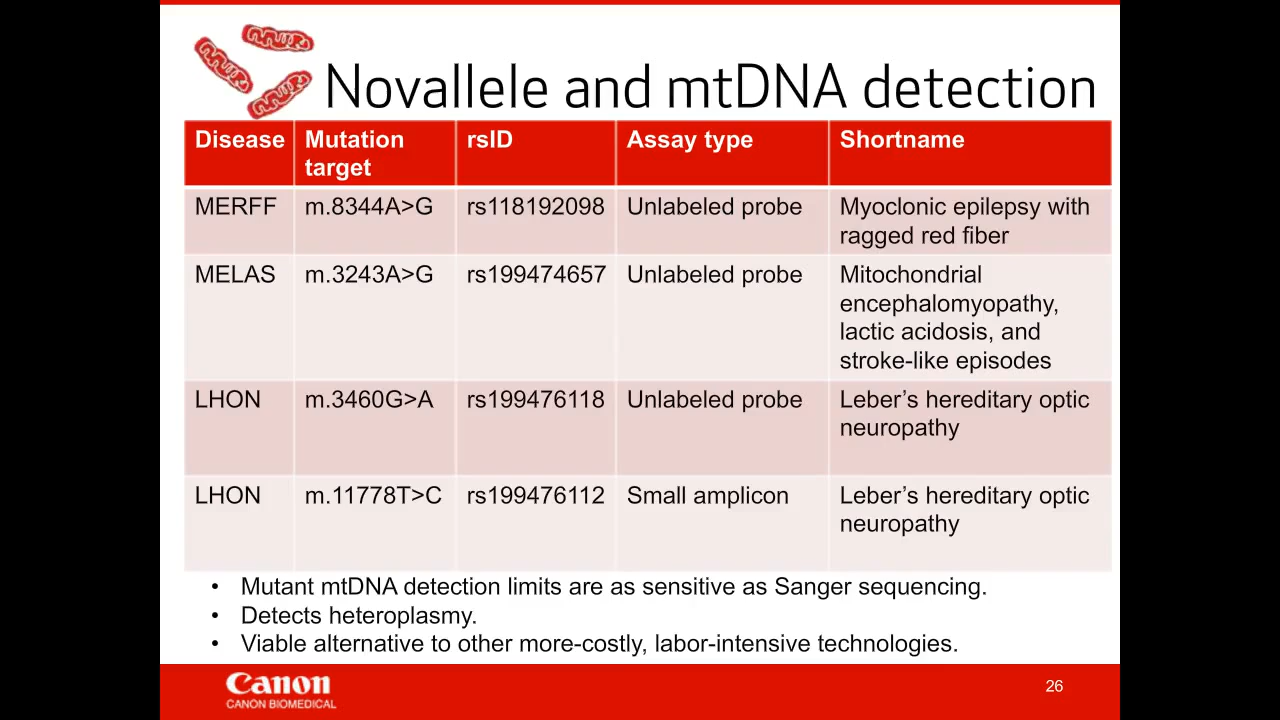 Novallele and mtDNA detection
Disease Mutation target rsID Assay type Shortname
MERFF m.8344A>G rs118192098 Unlabeled probe Myoclonic epilepsy with ragged red fiber
MELAS m.3243A>G rs199474657 Unlabeled probe Mitochondrial encephalomyopathy, lactic acidosis, and stroke-like episodes
LHON m.3460G>A rs199476118 Unlabeled probe Leber’s hereditary optic neuropathy
LHON m.11778T>C rs199476112 Small amplicon Leber’s hereditary optic neuropathy
• Mutant mtDNA detection limits are as sensitive as Sanger sequencing.
• Detects heteroplasmy.
• Viable alternative to other more-costly, labor-intensive technologies.
Canon
CANON BIOMEDICAL
26